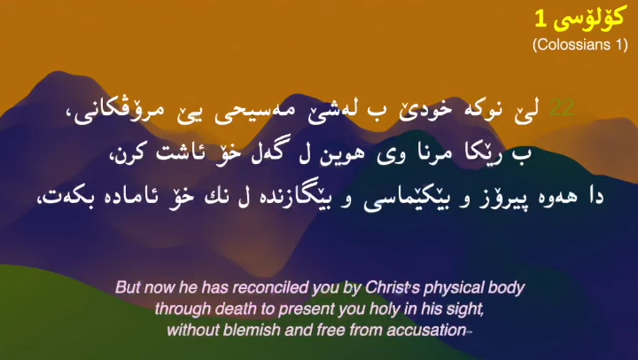 کۆلۆسی 1
(Colossians 1)
22 لێ نوکە خودێ ب لەشێ مەسیحی یێ مرۆڤکانی،
ب رێکا مرنا وی هوین ل گەل خۆ ئاشت کرن،
دا هەوە پیرۆز و بێکێماسی و بێگازندە ل نك خۆ ئامادە بکەت،
But now he has reconciled you by Christ's physical body
through death to present you holy in his sight,
without blemish and free from accusation–